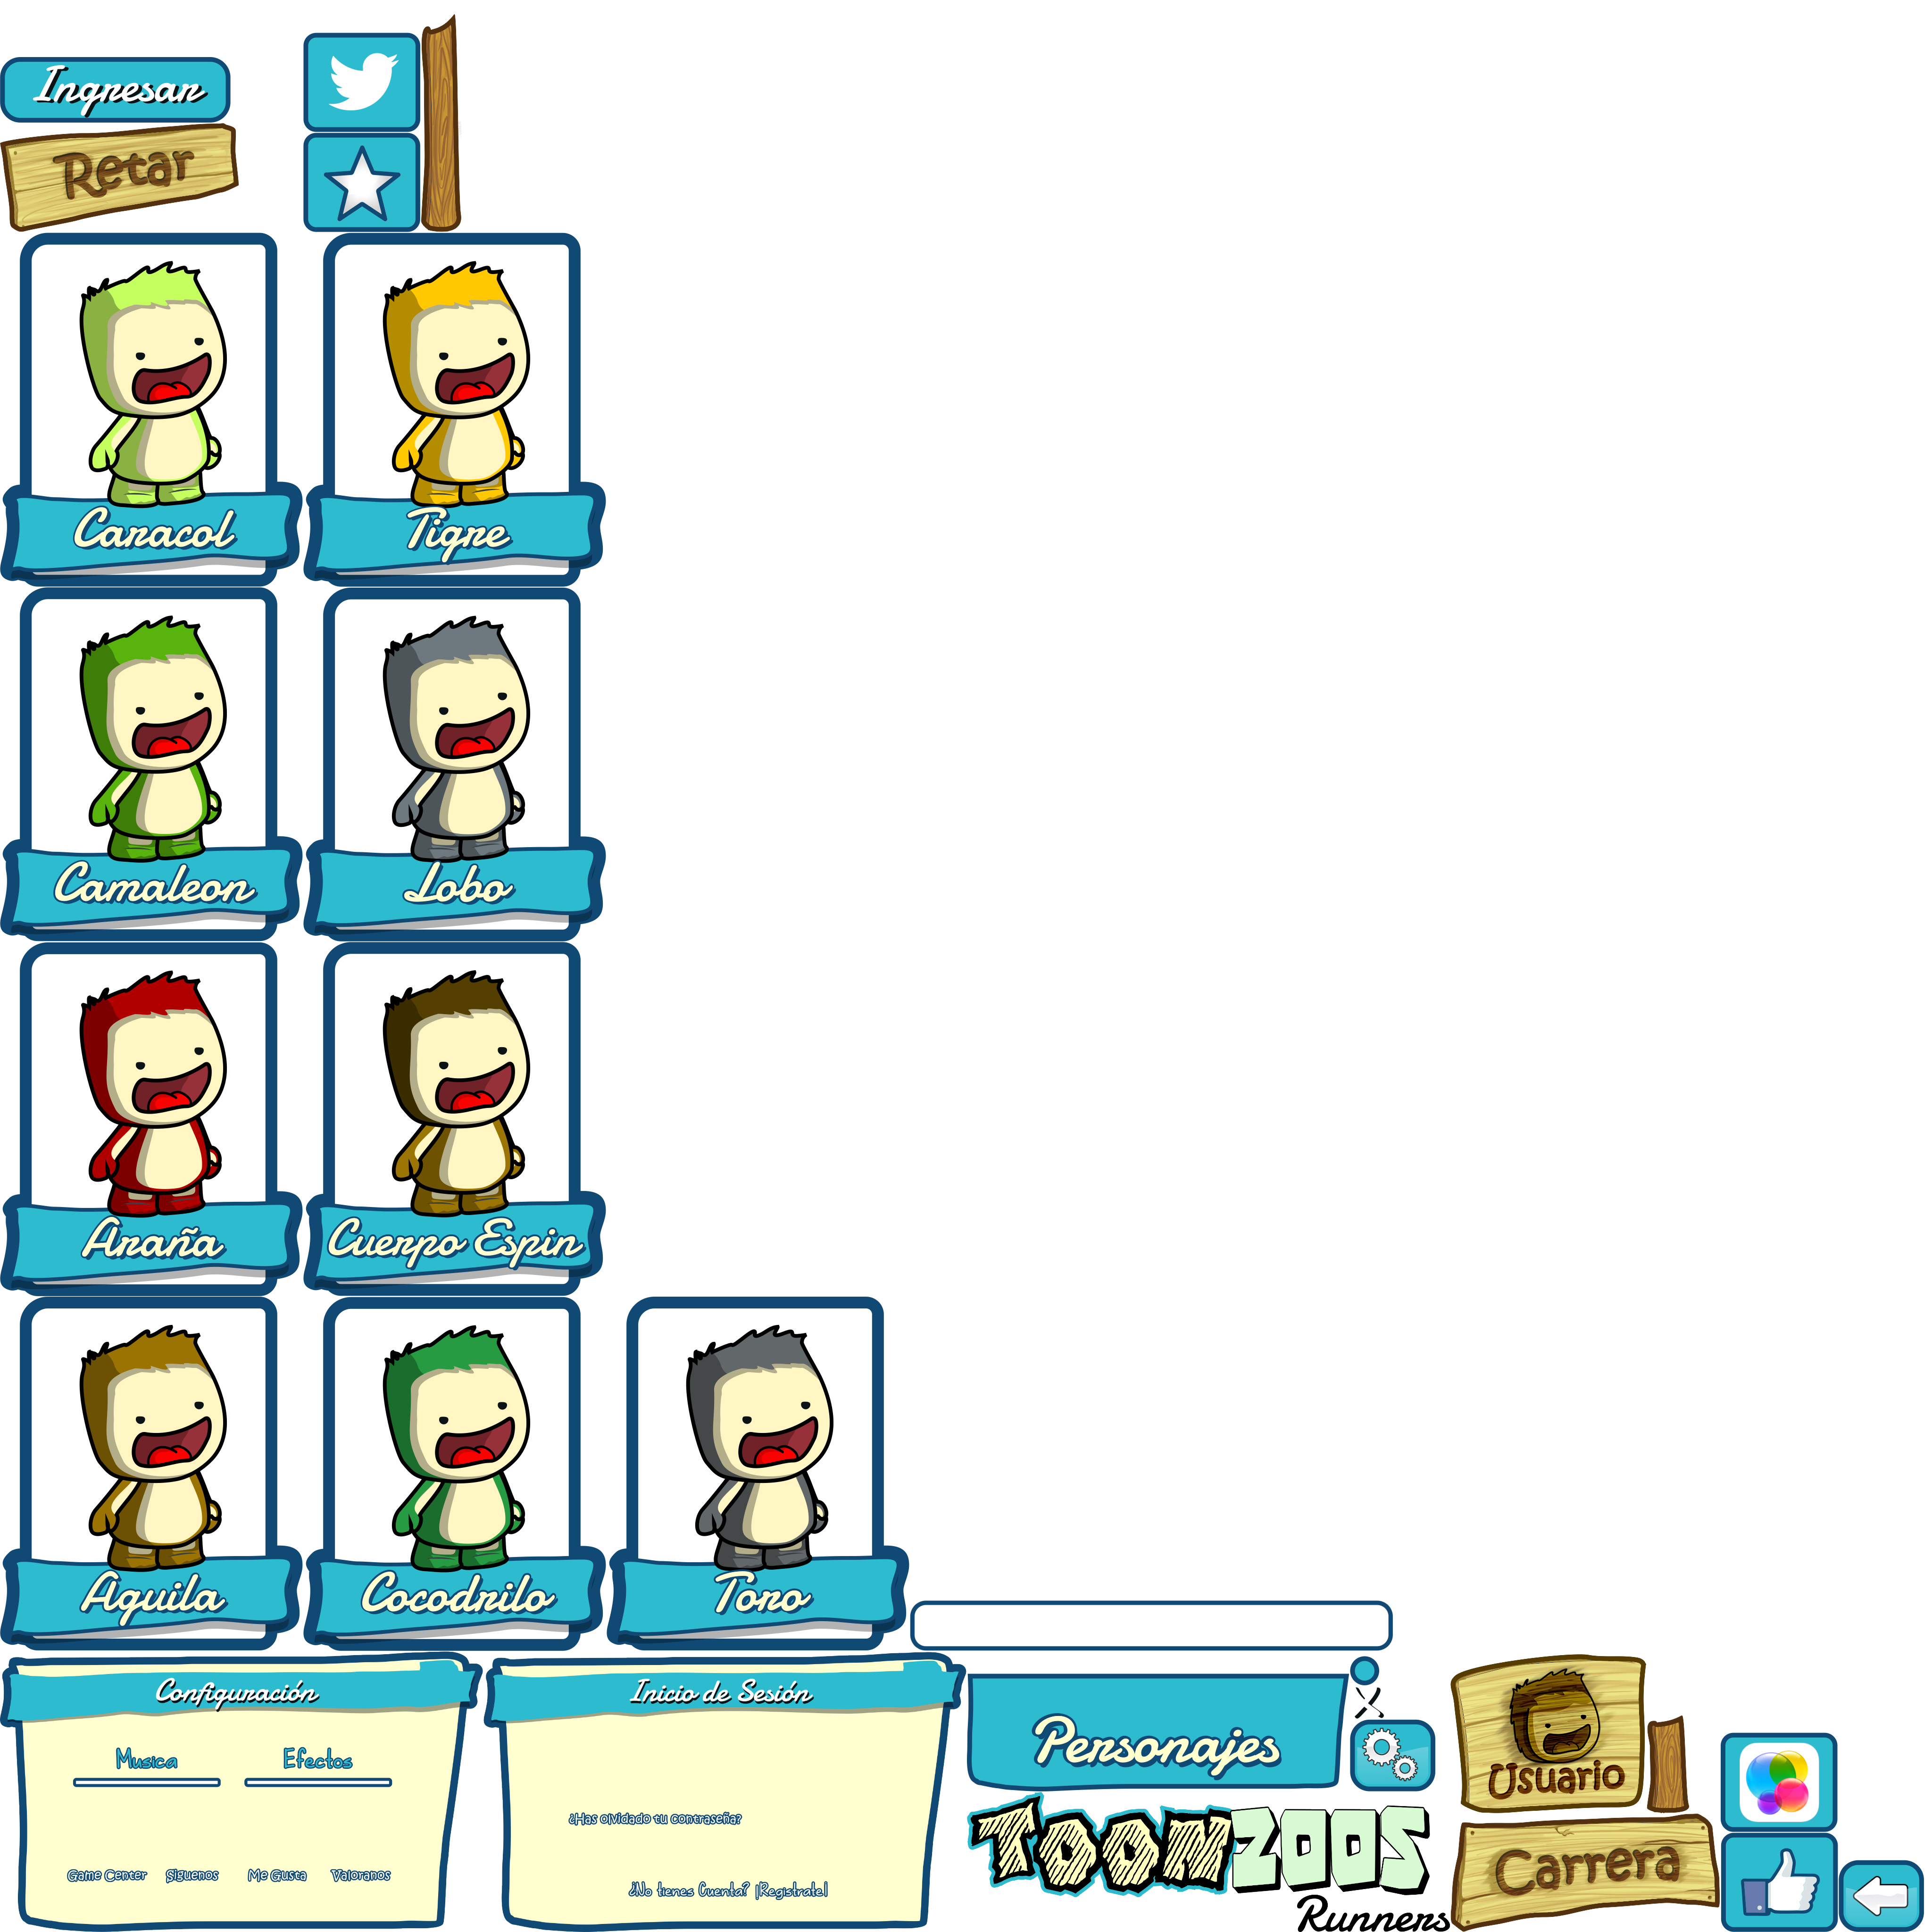 Ingresar
Retar
Caracol
Tigre
Camaleon
Lobo
Araña
Cuerpo Espin
Aguila
Cocodrilo
Toro
Configuración
Musica
Efectos
Game Center
Siguenos
Me Gusta
Valoranos
Inicio de Sesión
¿Has olvidado tu contraseña?
¿No tienes Cuenta? ¡Registrate!
Personajes
X
TOONZOOS
Runners
Usuario
Carrera